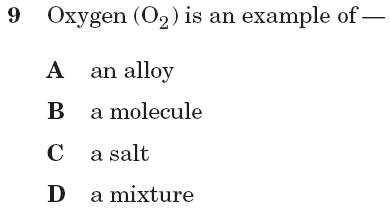 9 Oxygen (O₂) is an example of —
A an alloy
B a molecule
C a salt
D a mixture